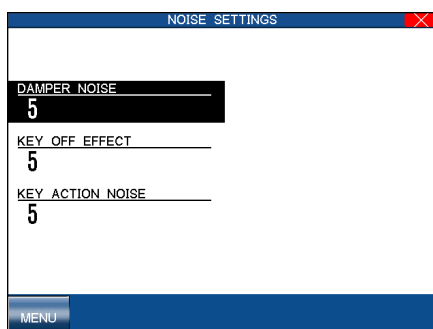 NOISE SETTINGS
DAMPER NOISE
5
KEY OFF EFFECT
5
KEY ACTION NOISE
5
MENU